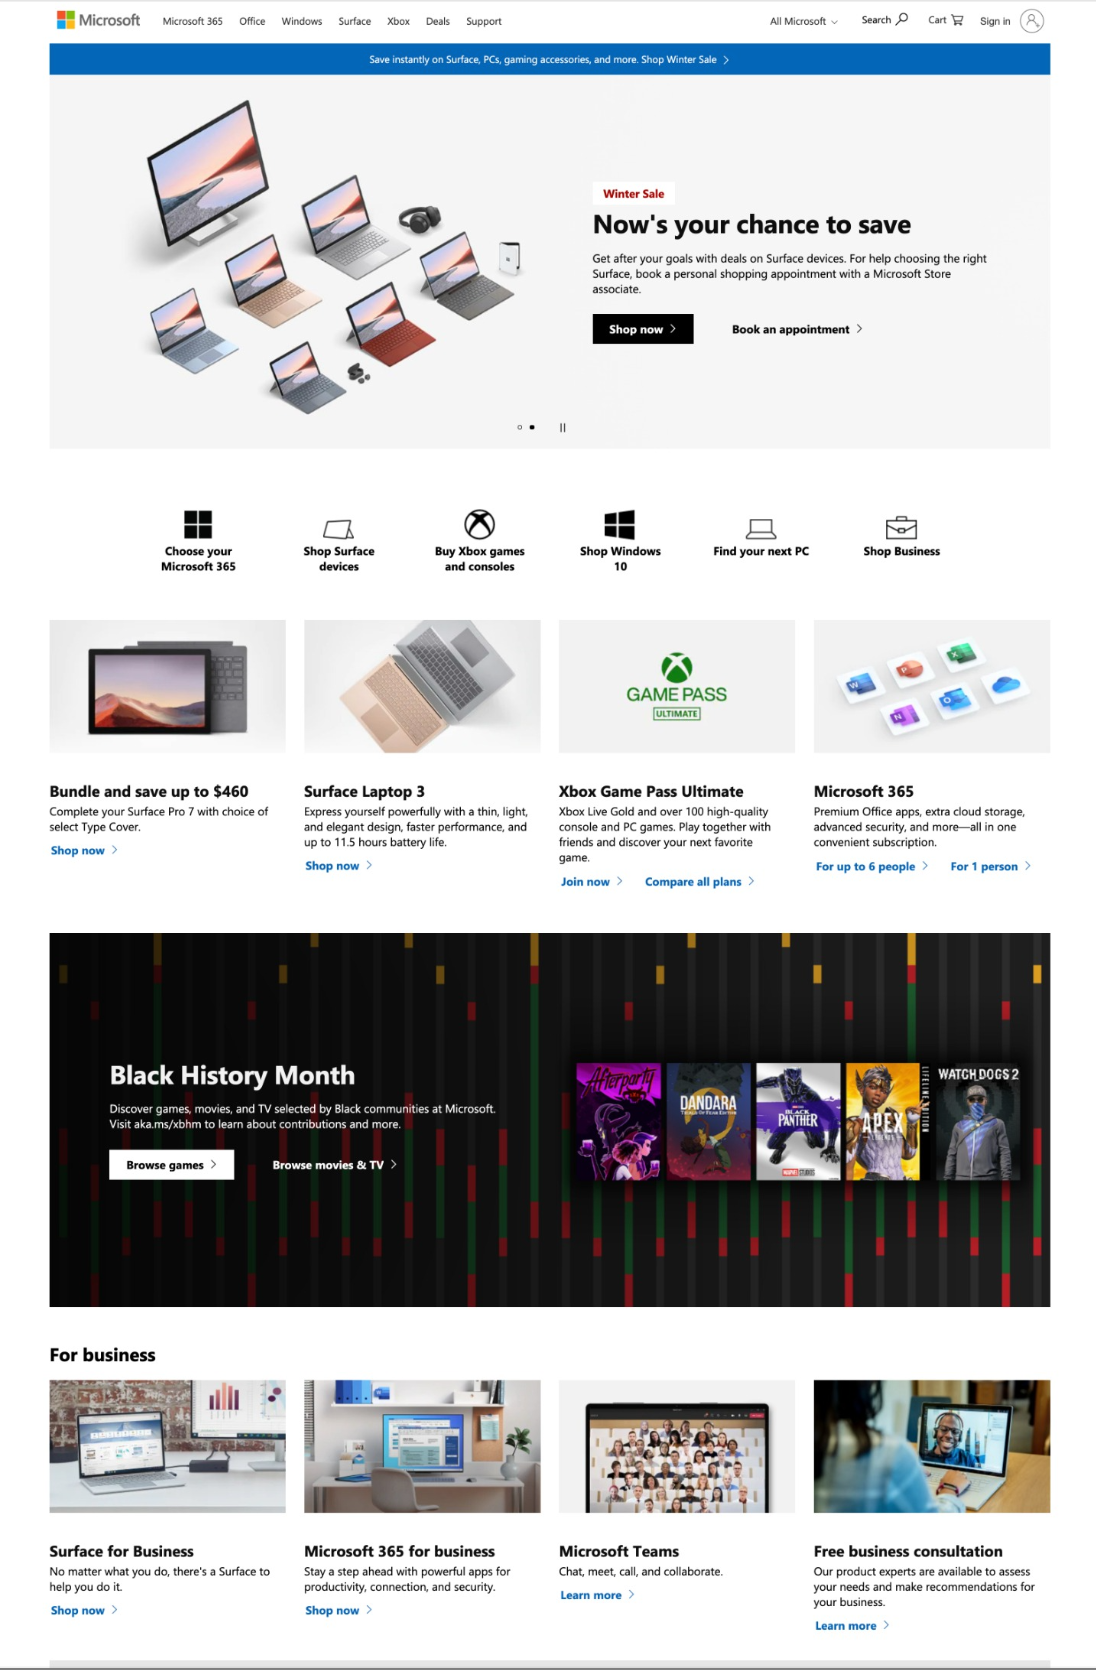 Microsoft
Microsoft 365 Office Windows Surface Xbox Deals Support
All Microsoft Search Cart Sign in
Save instantly on Surface, PCs, gaming accessories, and more. Shop Winter Sale
Winter Sale
Now's your chance to save
Get after your goals with deals on Surface devices. For help choosing the right
Surface, book a personal shopping appointment with a Microsoft Store
associate.
Shop now
Book an appointment
Choose your
Microsoft 365
Shop Surface
devices
Buy Xbox games
and consoles
Shop Windows
10
Find your next PC
Shop Business
GAME PASS
ULTIMATE
W
P
X
N
O
Bundle and save up to $460
Complete your Surface Pro 7 with choice of
select Type Cover.
Shop now
Surface Laptop 3
Express yourself powerfully with a thin, light,
and elegant design, faster performance, and
up to 11.5 hours battery life.
Shop now
Xbox Game Pass Ultimate
Xbox Live Gold and over 100 high-quality
console and PC games. Play together with
friends and discover your next favorite
game.
Join now
Compare all plans
Microsoft 365
Premium Office apps, extra cloud storage,
advanced security, and more—all in one
convenient subscription.
For up to 6 people
For 1 person
Black History Month
Discover games, movies, and TV selected by Black communities at Microsoft.
Visit aka.ms/xbhm to learn about contributions and more.
Browse games
Browse movies & TV
Afterparty
DANDARA
TRIALS OF FEAR EDITION
BLACK
PANTHER
MARVEL STUDIOS
APEX
LEGENDS
LIFELINE EDITION
WATCH DOGS 2
For business
Surface for Business
No matter what you do, there's a Surface to
help you do it.
Shop now
Microsoft 365 for business
Stay a step ahead with powerful apps for
productivity, connection, and security.
Shop now
Microsoft Teams
Chat, meet, call, and collaborate.
Learn more
Free business consultation
Our product experts are available to assess
your needs and make recommendations for
your business.
Learn more